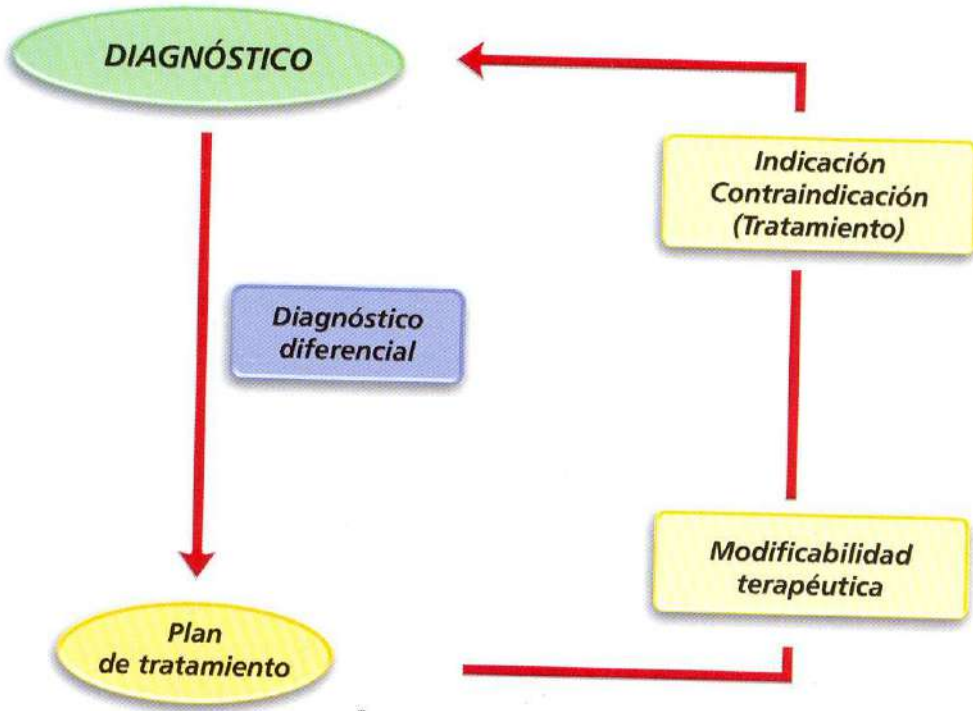 DIAGNÓSTICO
Indicación
Contraindicación
(Tratamiento)
Diagnóstico
diferencial
Modificabilidad
terapéutica
Plan
de tratamiento